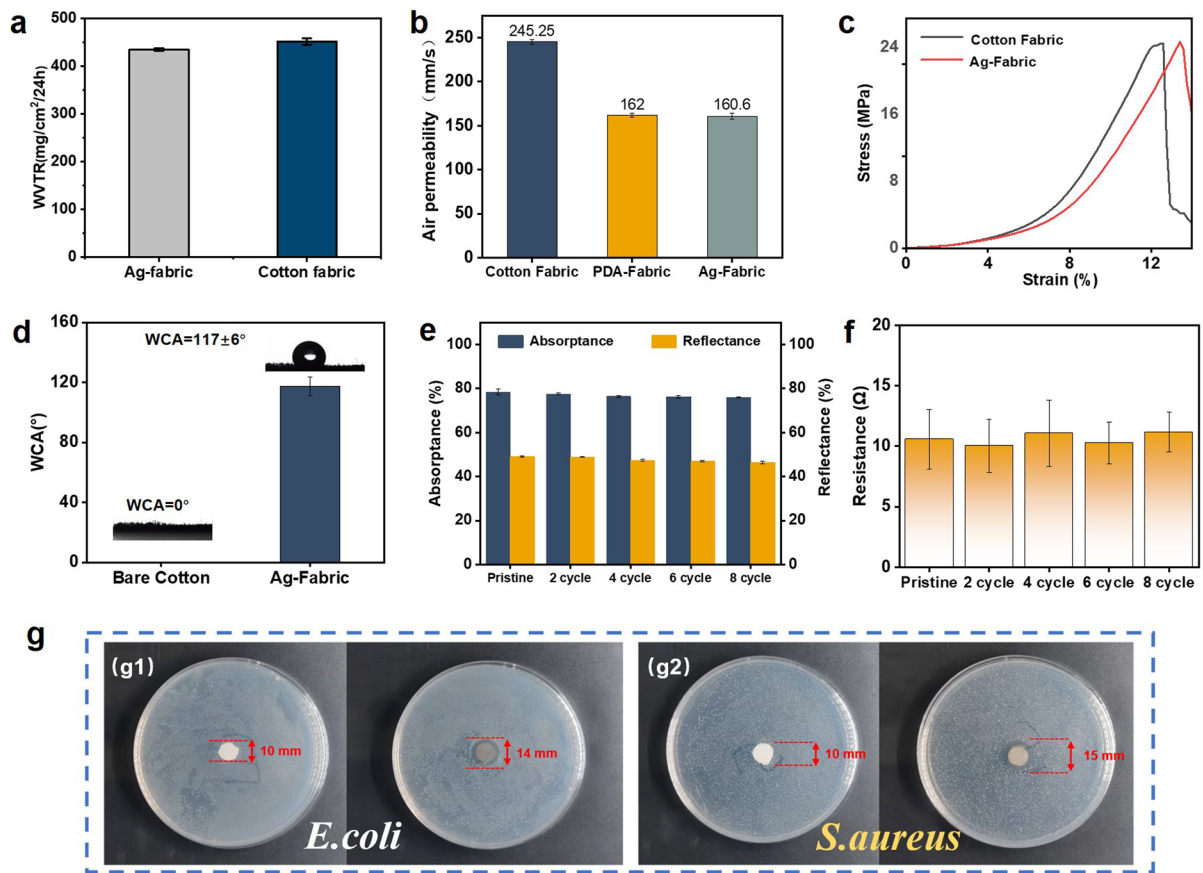 a
WVTR(mg/cm²/24h)
500
450
400
350
300
250
200
150
100
50
0
Ag-fabric
Cotton fabric
b
Air permeability（mm/s）
250
200
150
100
50
0
245.25
162
160.6
Cotton Fabric
PDA-Fabric
Ag-Fabric
c
Cotton Fabric
Ag-Fabric
Stress (MPa)
24
16
8
0
0
4
8
12
Strain (%)
d
WCA(°)
160
120
80
40
0
WCA=117±6°
WCA=0°
Bare Cotton
Ag-Fabric
e
Absorptance
Reflectance
Absorptance (%)
100
80
60
40
20
0
Reflectance (%)
100
80
60
40
20
0
Pristine
2 cycle
4 cycle
6 cycle
8 cycle
f
Resistance (Ω)
20
15
10
5
0
Pristine
2 cycle
4 cycle
6 cycle
8 cycle
g
(g1)
10 mm
14 mm
E.coli
(g2)
10 mm
15 mm
S.aureus